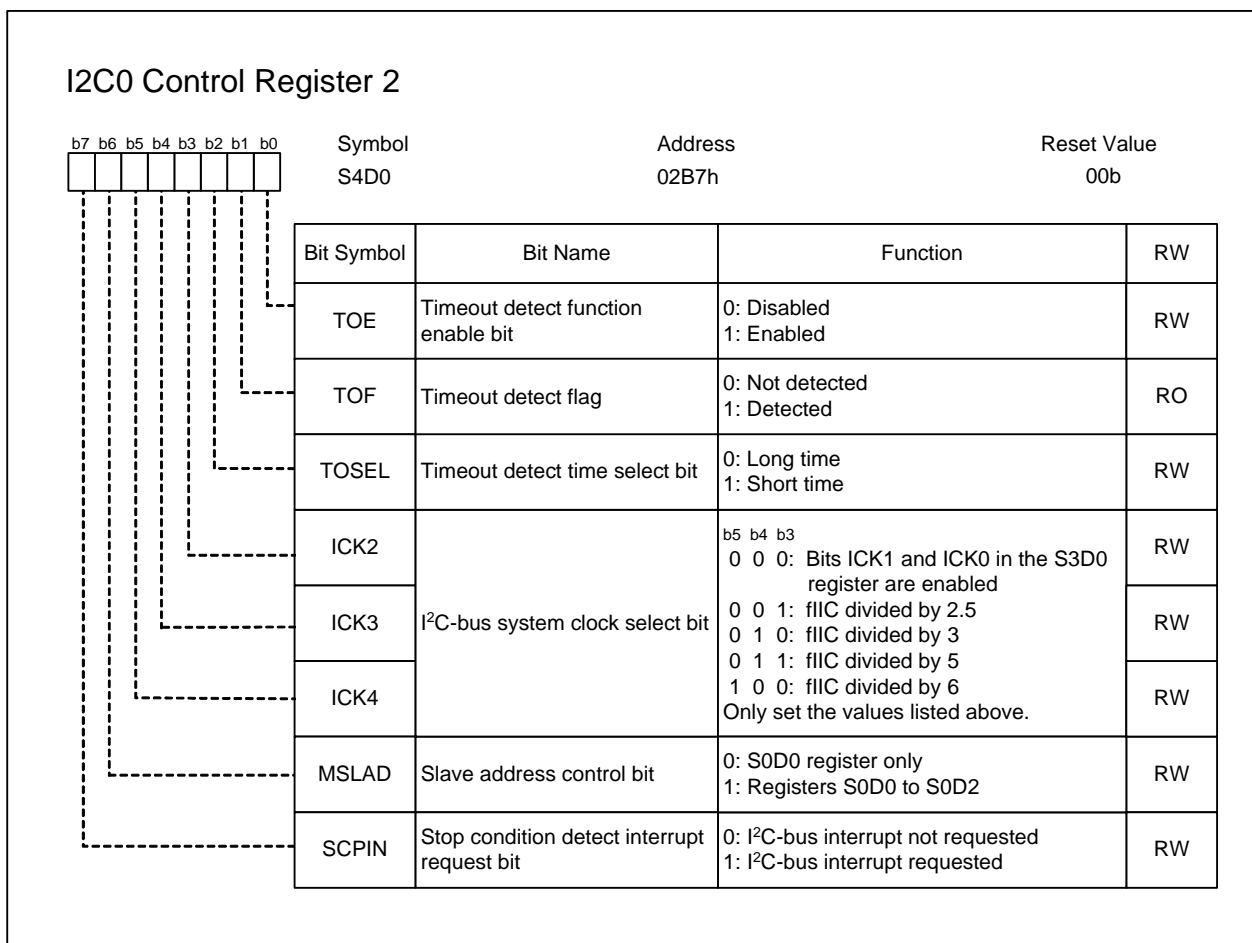 I2C0 Control Register 2
b7 b6 b5 b4 b3 b2 b1 b0
Symbol Address Reset Value
S4D0 02B7h 00b
Bit Symbol Bit Name Function RW
TOE Timeout detect function enable bit 0: Disabled
1: Enabled RW
TOF Timeout detect flag 0: Not detected
1: Detected RO
TOSEL Timeout detect time select bit 0: Long time
1: Short time RW
ICK2 RW
ICK3 RW
ICK4 RW
I²C-bus system clock select bit
b5 b4 b3
0 0 0: Bits ICK1 and ICK0 in the S3D0
register are enabled
0 0 1: fIIC divided by 2.5
0 1 0: fIIC divided by 3
0 1 1: fIIC divided by 5
1 0 0: fIIC divided by 6
Only set the values listed above.
MSLAD Slave address control bit 0: S0D0 register only
1: Registers S0D0 to S0D2 RW
SCPIN Stop condition detect interrupt request bit 0: I²C-bus interrupt not requested
1: I²C-bus interrupt requested RW